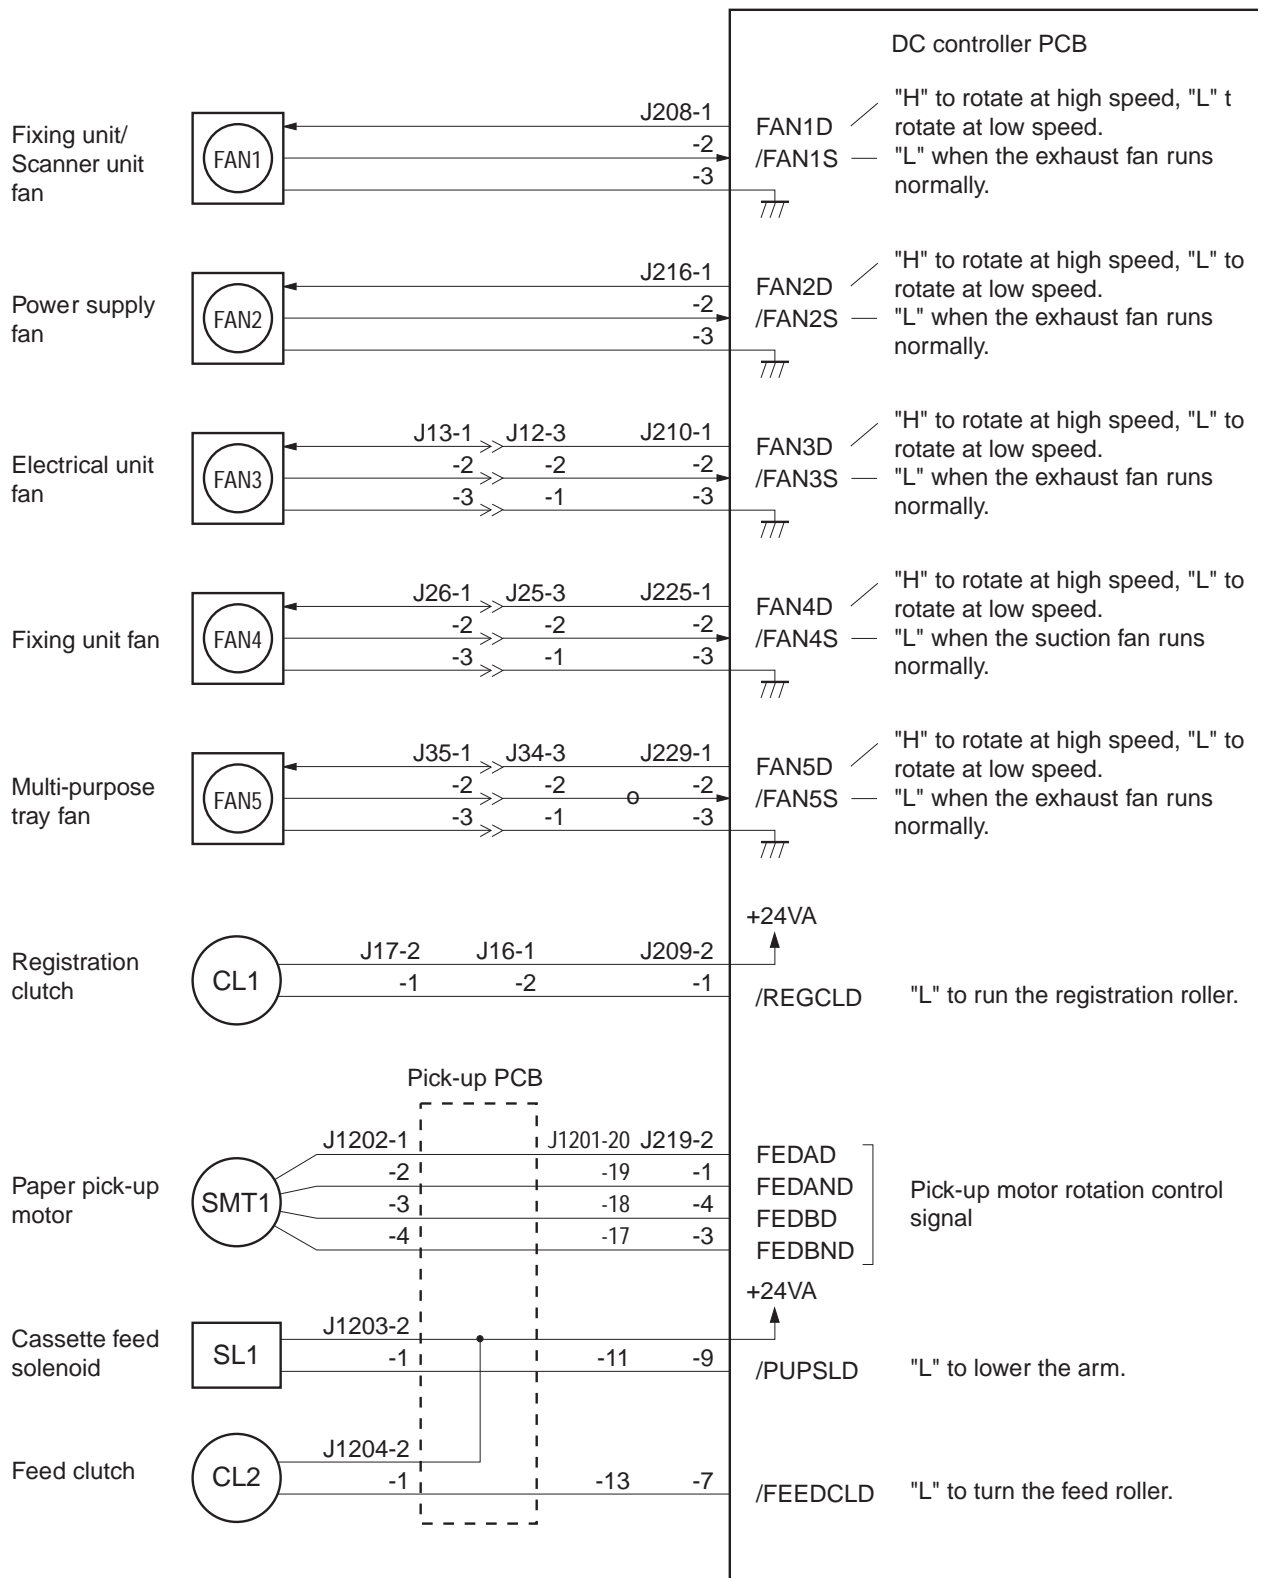 DC controller PCB
Fixing unit/
Scanner unit
fan
FAN1
J208-1
-2
-3
FAN1D
/FAN1S
"H" to rotate at high speed, "L" t
rotate at low speed.
"L" when the exhaust fan runs
normally.
Power supply
fan
FAN2
J216-1
-2
-3
FAN2D
/FAN2S
"H" to rotate at high speed, "L" to
rotate at low speed.
"L" when the exhaust fan runs
normally.
Electrical unit
fan
FAN3
J13-1 J12-3 J210-1
-2 -2 -2
-3 -1 -3
FAN3D
/FAN3S
"H" to rotate at high speed, "L" to
rotate at low speed.
"L" when the exhaust fan runs
normally.
Fixing unit fan
FAN4
J26-1 J25-3 J225-1
-2 -2 -2
-3 -1 -3
FAN4D
/FAN4S
"H" to rotate at high speed, "L" to
rotate at low speed.
"L" when the suction fan runs
normally.
Multi-purpose
tray fan
FAN5
J35-1 J34-3 J229-1
-2 -2 o -2
-3 -1 -3
FAN5D
/FAN5S
"H" to rotate at high speed, "L" to
rotate at low speed.
"L" when the exhaust fan runs
normally.
Registration
clutch
CL1
J17-2 J16-1 J209-2
-1 -2 -1
+24VA
/REGCLD
"L" to run the registration roller.
Pick-up PCB
Paper pick-up
motor
SMT1
J1202-1 J1201-20 J219-2
-2 -19 -1
-3 -18 -4
-4 -17 -3
FEDAD
FEDAND
FEDBD
FEDBND
Pick-up motor rotation control
signal
+24VA
Cassette feed
solenoid
SL1
J1203-2
-1 -11 -9
/PUPSLD
"L" to lower the arm.
Feed clutch
CL2
J1204-2
-1 -13 -7
/FEEDCLD
"L" to turn the feed roller.